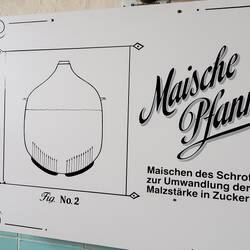 Maische
Pfann
Maischen des Schrot
zur Umwandlung der
Malzstärke in Zucker
Fig. No. 2